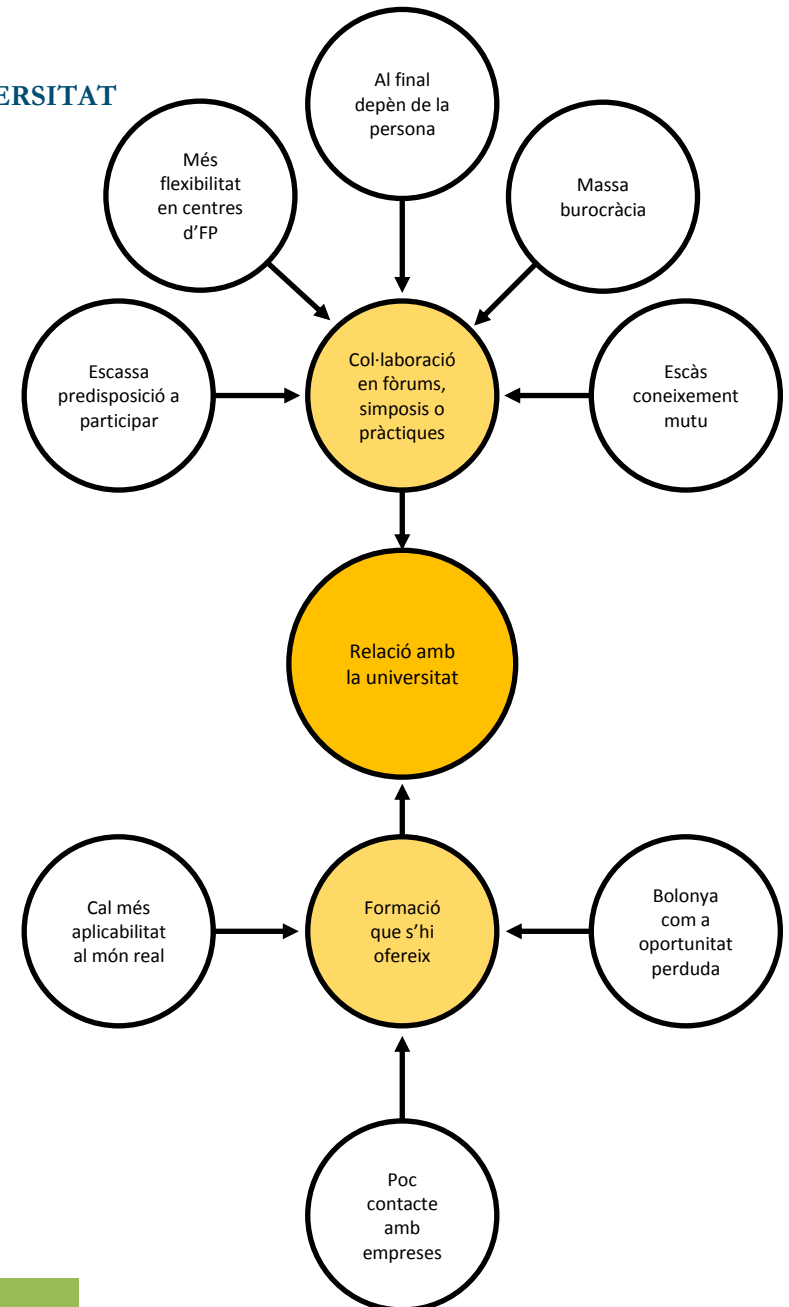 ERSITAT
Al final
depèn de la
persona
Més
flexibilitat
en centres
d’FP
Massa
burocràcia
Escassa
predisposició a
participar
Col·laboració
en fòrums,
simposis o
pràctiques
Escàs
coneixement
mutu
Relació amb
la universitat
Cal més
aplicabilitat
al món real
Formació
que s’hi
ofereix
Bolonya
com a
oportunitat
perduda
Poc
contacte
amb
empreses